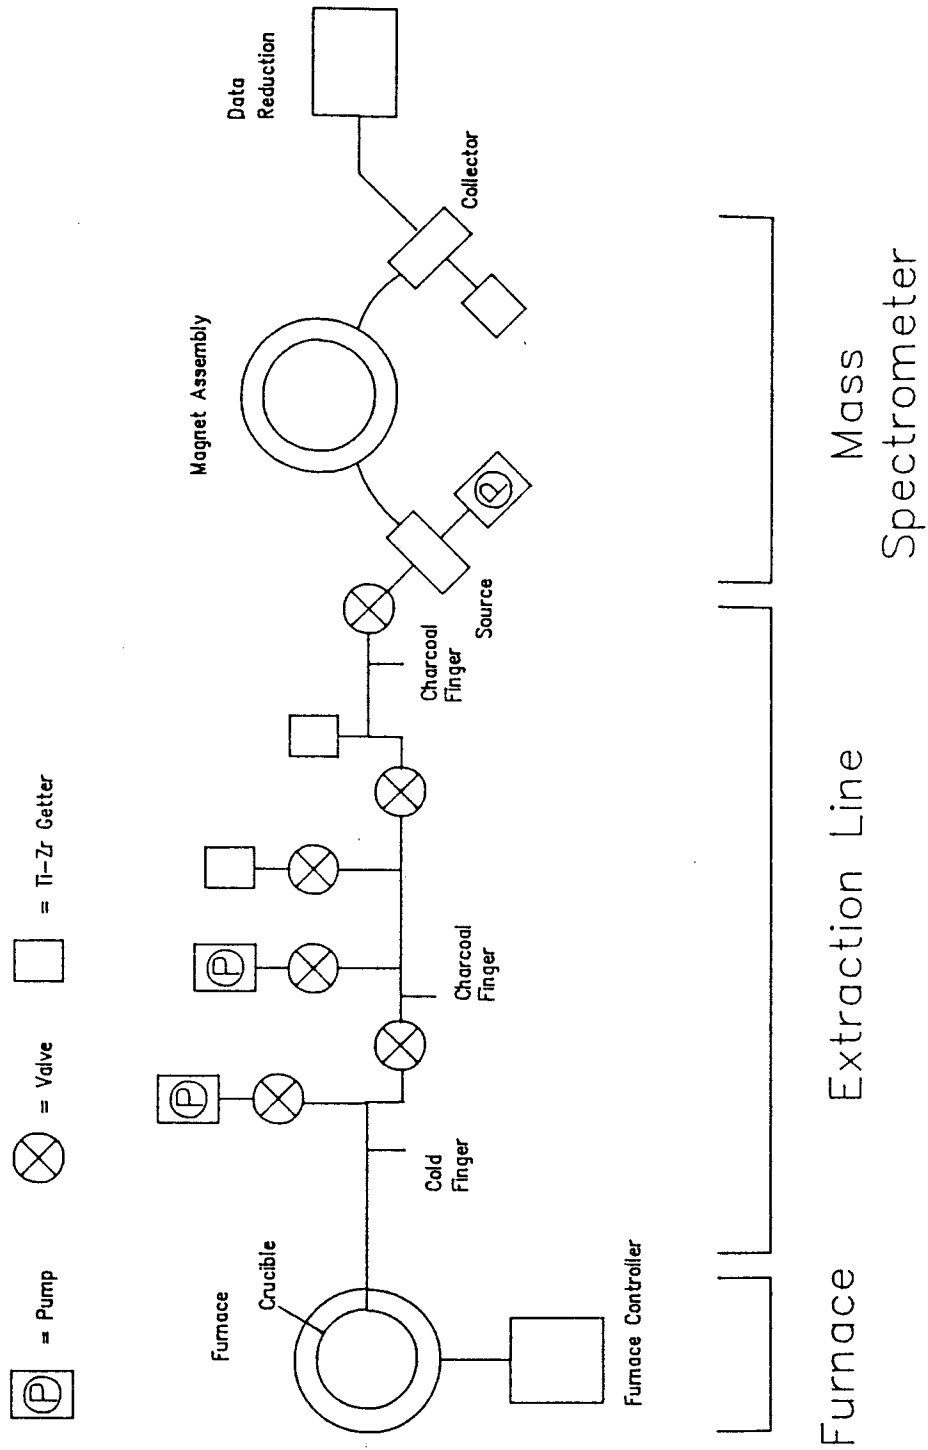 = Pump
= Valve
= Ti-Zr Getter
P
Furnace
Crucible
Furnace Controller
Cold
Finger
P
P
Charcoal
Finger
Charcoal
Finger
Source
P
Magnet Assembly
Collector
Data
Reduction
Furnace
Extraction Line
Mass
Spectrometer